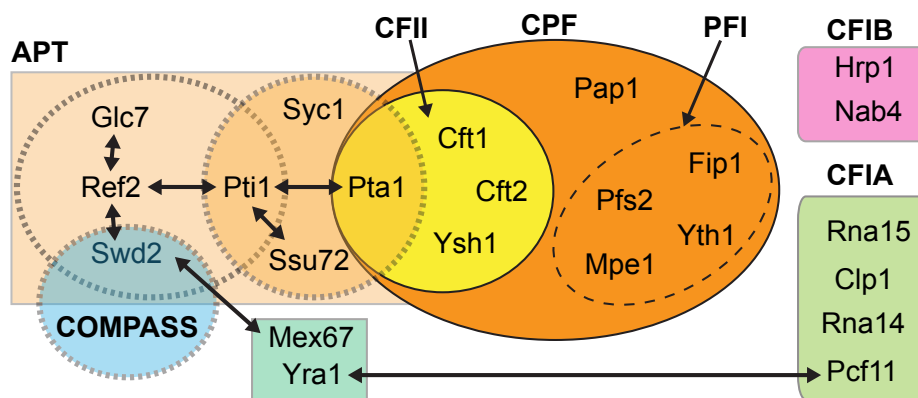 APT
CFII
CPF
PFI
CFIB
Hrp1
Nab4
Glc7
Syc1
Pap1
Cft1
Fip1
CFIA
Ref2
Pti1
Pta1
Cft2
Pfs2
Swd2
Ssu72
Ysh1
Yth1
Mpe1
Rna15
Clp1
Rna14
Pcf11
COMPASS
Mex67
Yra1